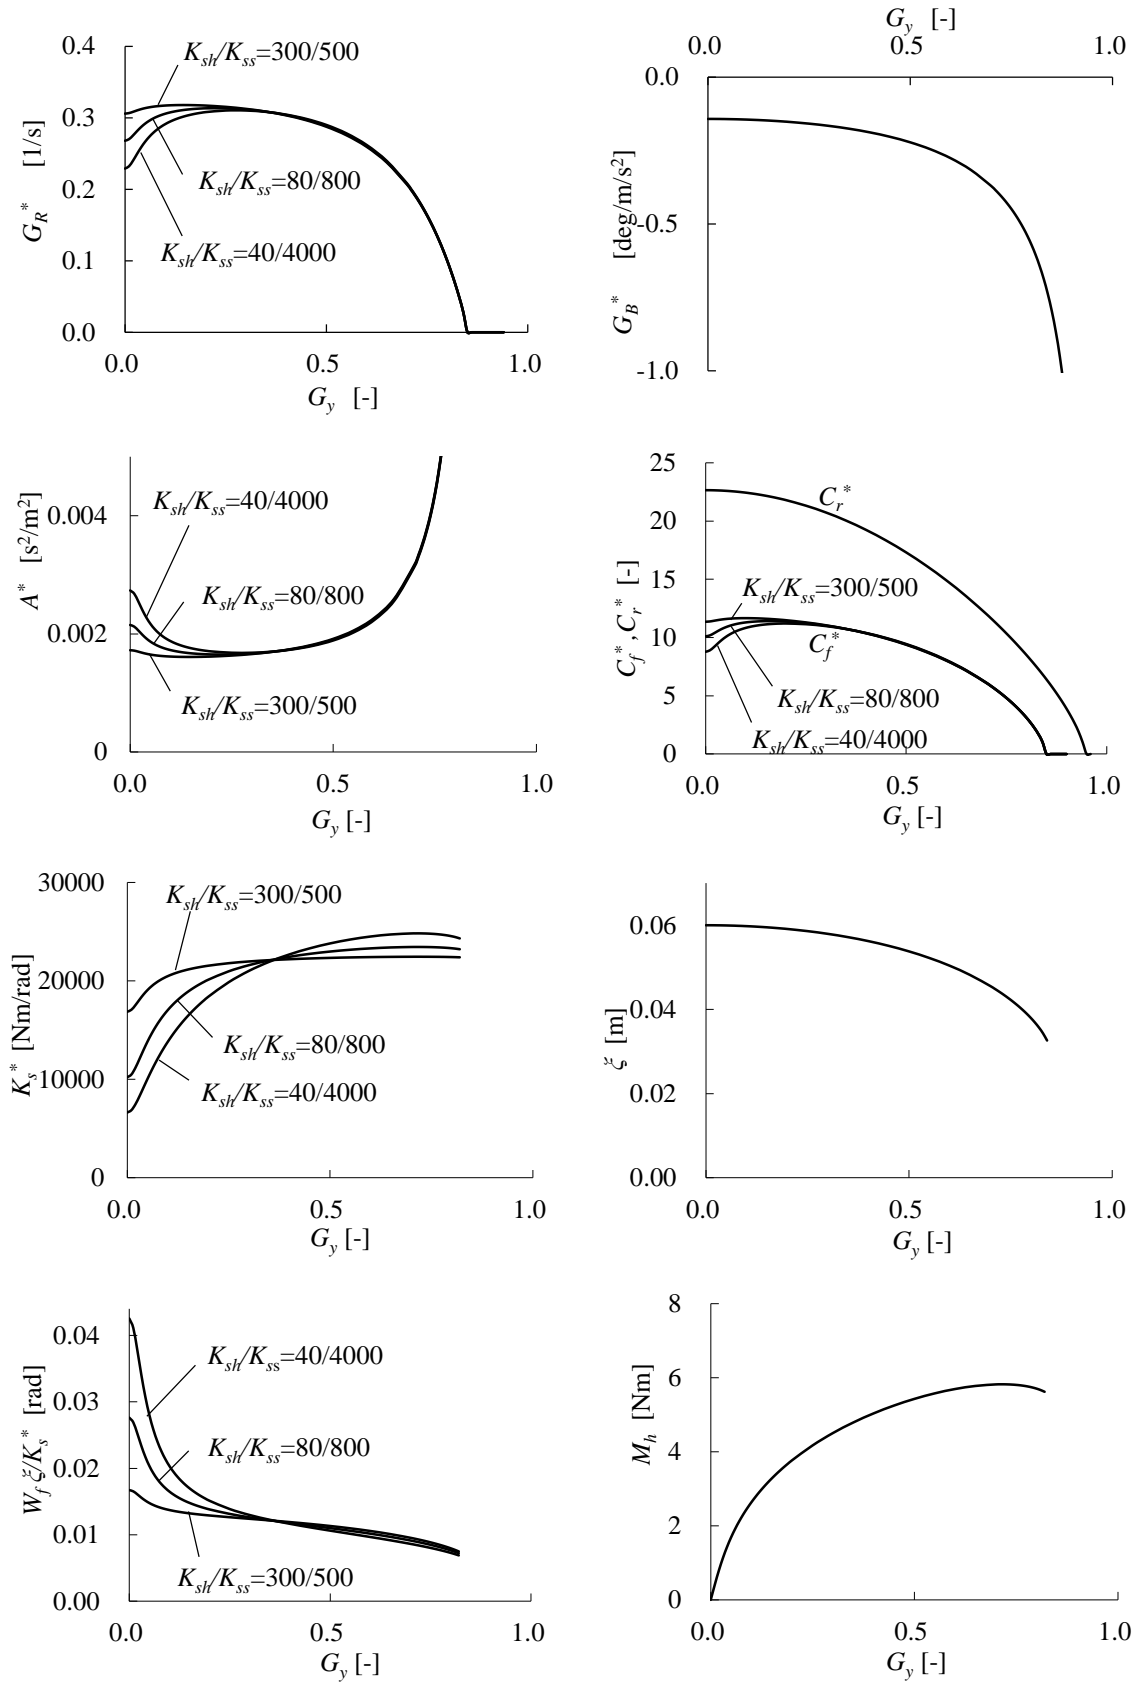 0.4
0.3
0.2
0.1
0.0
0.0 0.5 1.0
G_y [-]
G_R* [1/s]
K_sh/K_ss=300/500
K_sh/K_ss=80/800
K_sh/K_ss=40/4000
G_y [-]
0.0 0.5 1.0
0.0
-0.5
-1.0
G_B* [deg/m/s²]
0.004
0.002
0
0.0 0.5 1.0
G_y [-]
A* [s²/m²]
K_sh/K_ss=40/4000
K_sh/K_ss=80/800
K_sh/K_ss=300/500
25
20
15
10
5
0
0.0 0.5 1.0
G_y [-]
C_f*, C_r* [-]
C_r*
K_sh/K_ss=300/500
C_f*
K_sh/K_ss=80/800
K_sh/K_ss=40/4000
30000
20000
10000
0
0.0 0.5 1.0
G_y [-]
K_s* [Nm/rad]
K_sh/K_ss=300/500
K_sh/K_ss=80/800
K_sh/K_ss=40/4000
0.06
0.04
0.02
0.00
0.0 0.5 1.0
G_y [-]
ξ [m]
0.04
0.03
0.02
0.01
0.00
0.0 0.5 1.0
G_y [-]
W_f ξ/K_s* [rad]
K_sh/K_ss=40/4000
K_sh/K_ss=80/800
K_sh/K_ss=300/500
8
6
4
2
0
0.0 0.5 1.0
G_y [-]
M_h [Nm]